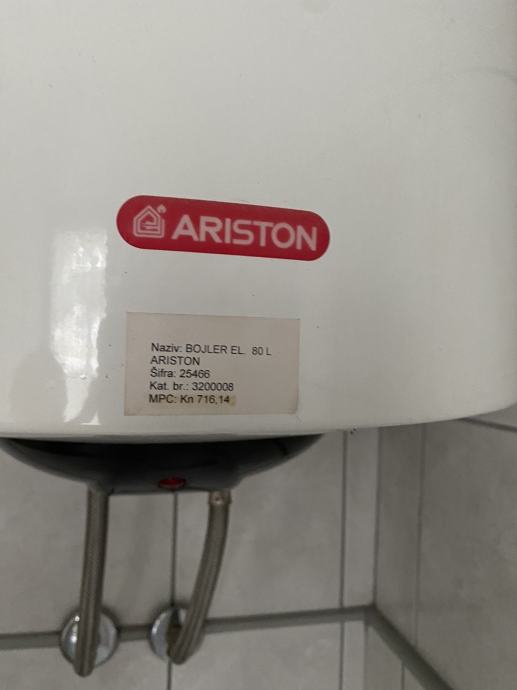 ARISTON
Naziv: BOJLER EL. 80 L
ARISTON
Šifra: 25466
Kat. br.: 3200008
MPC: Kn 716,14